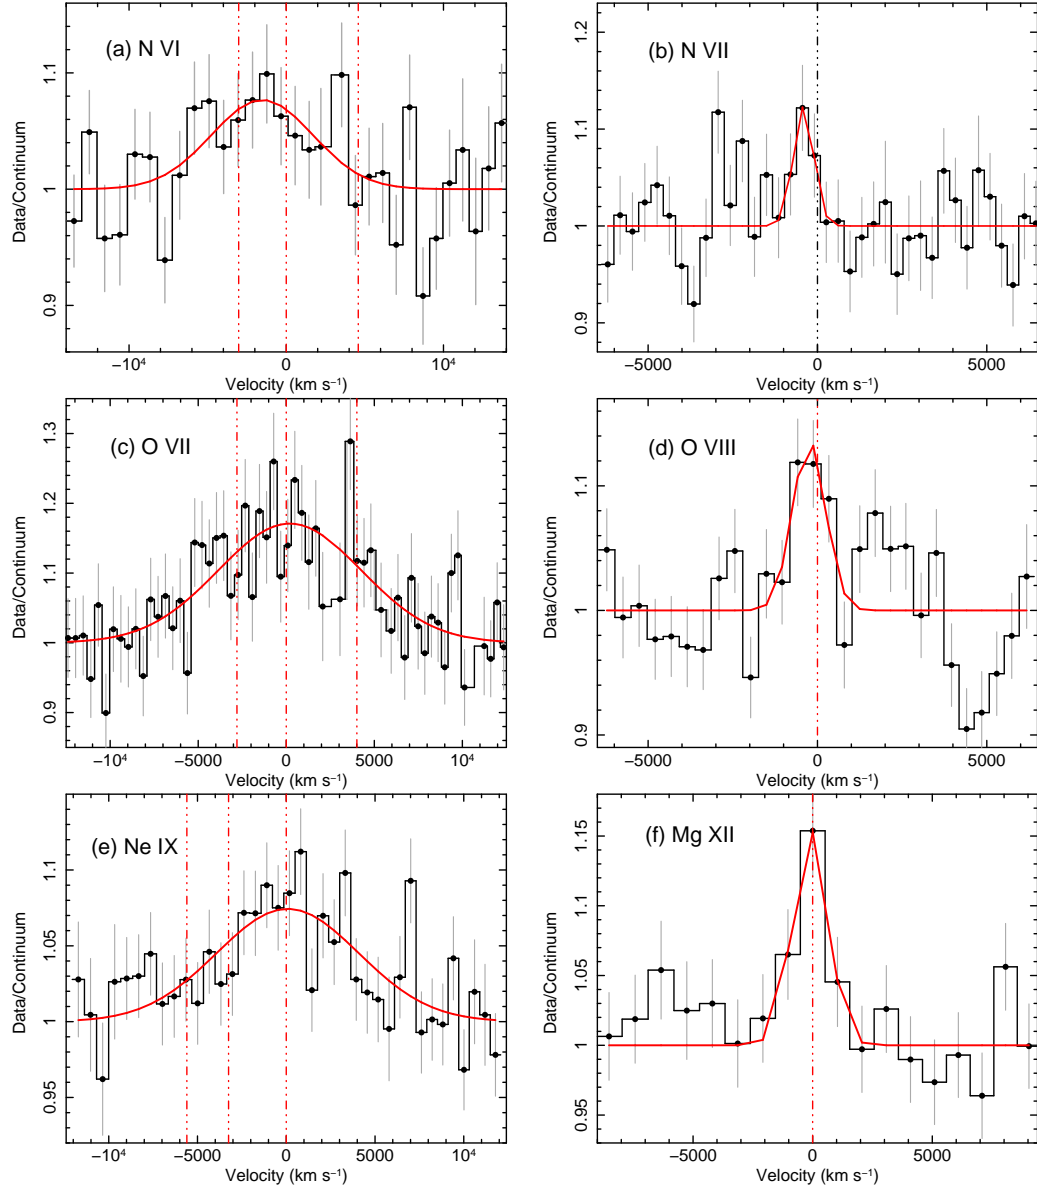 (a) N VI
Data/Continuum
0.9 1 1.1
−10⁴ 0 10⁴
Velocity (km s⁻¹)
(b) N VII
Data/Continuum
0.9 1 1.1 1.2
−5000 0 5000
Velocity (km s⁻¹)
(c) O VII
Data/Continuum
0.9 1 1.1 1.2 1.3
−10⁴ −5000 0 5000 10⁴
Velocity (km s⁻¹)
(d) O VIII
Data/Continuum
0.9 1 1.1
−5000 0 5000
Velocity (km s⁻¹)
(e) Ne IX
Data/Continuum
0.95 1 1.05 1.1
−10⁴ −5000 0 5000 10⁴
Velocity (km s⁻¹)
(f) Mg XII
Data/Continuum
0.95 1 1.05 1.1 1.15
−5000 0 5000
Velocity (km s⁻¹)